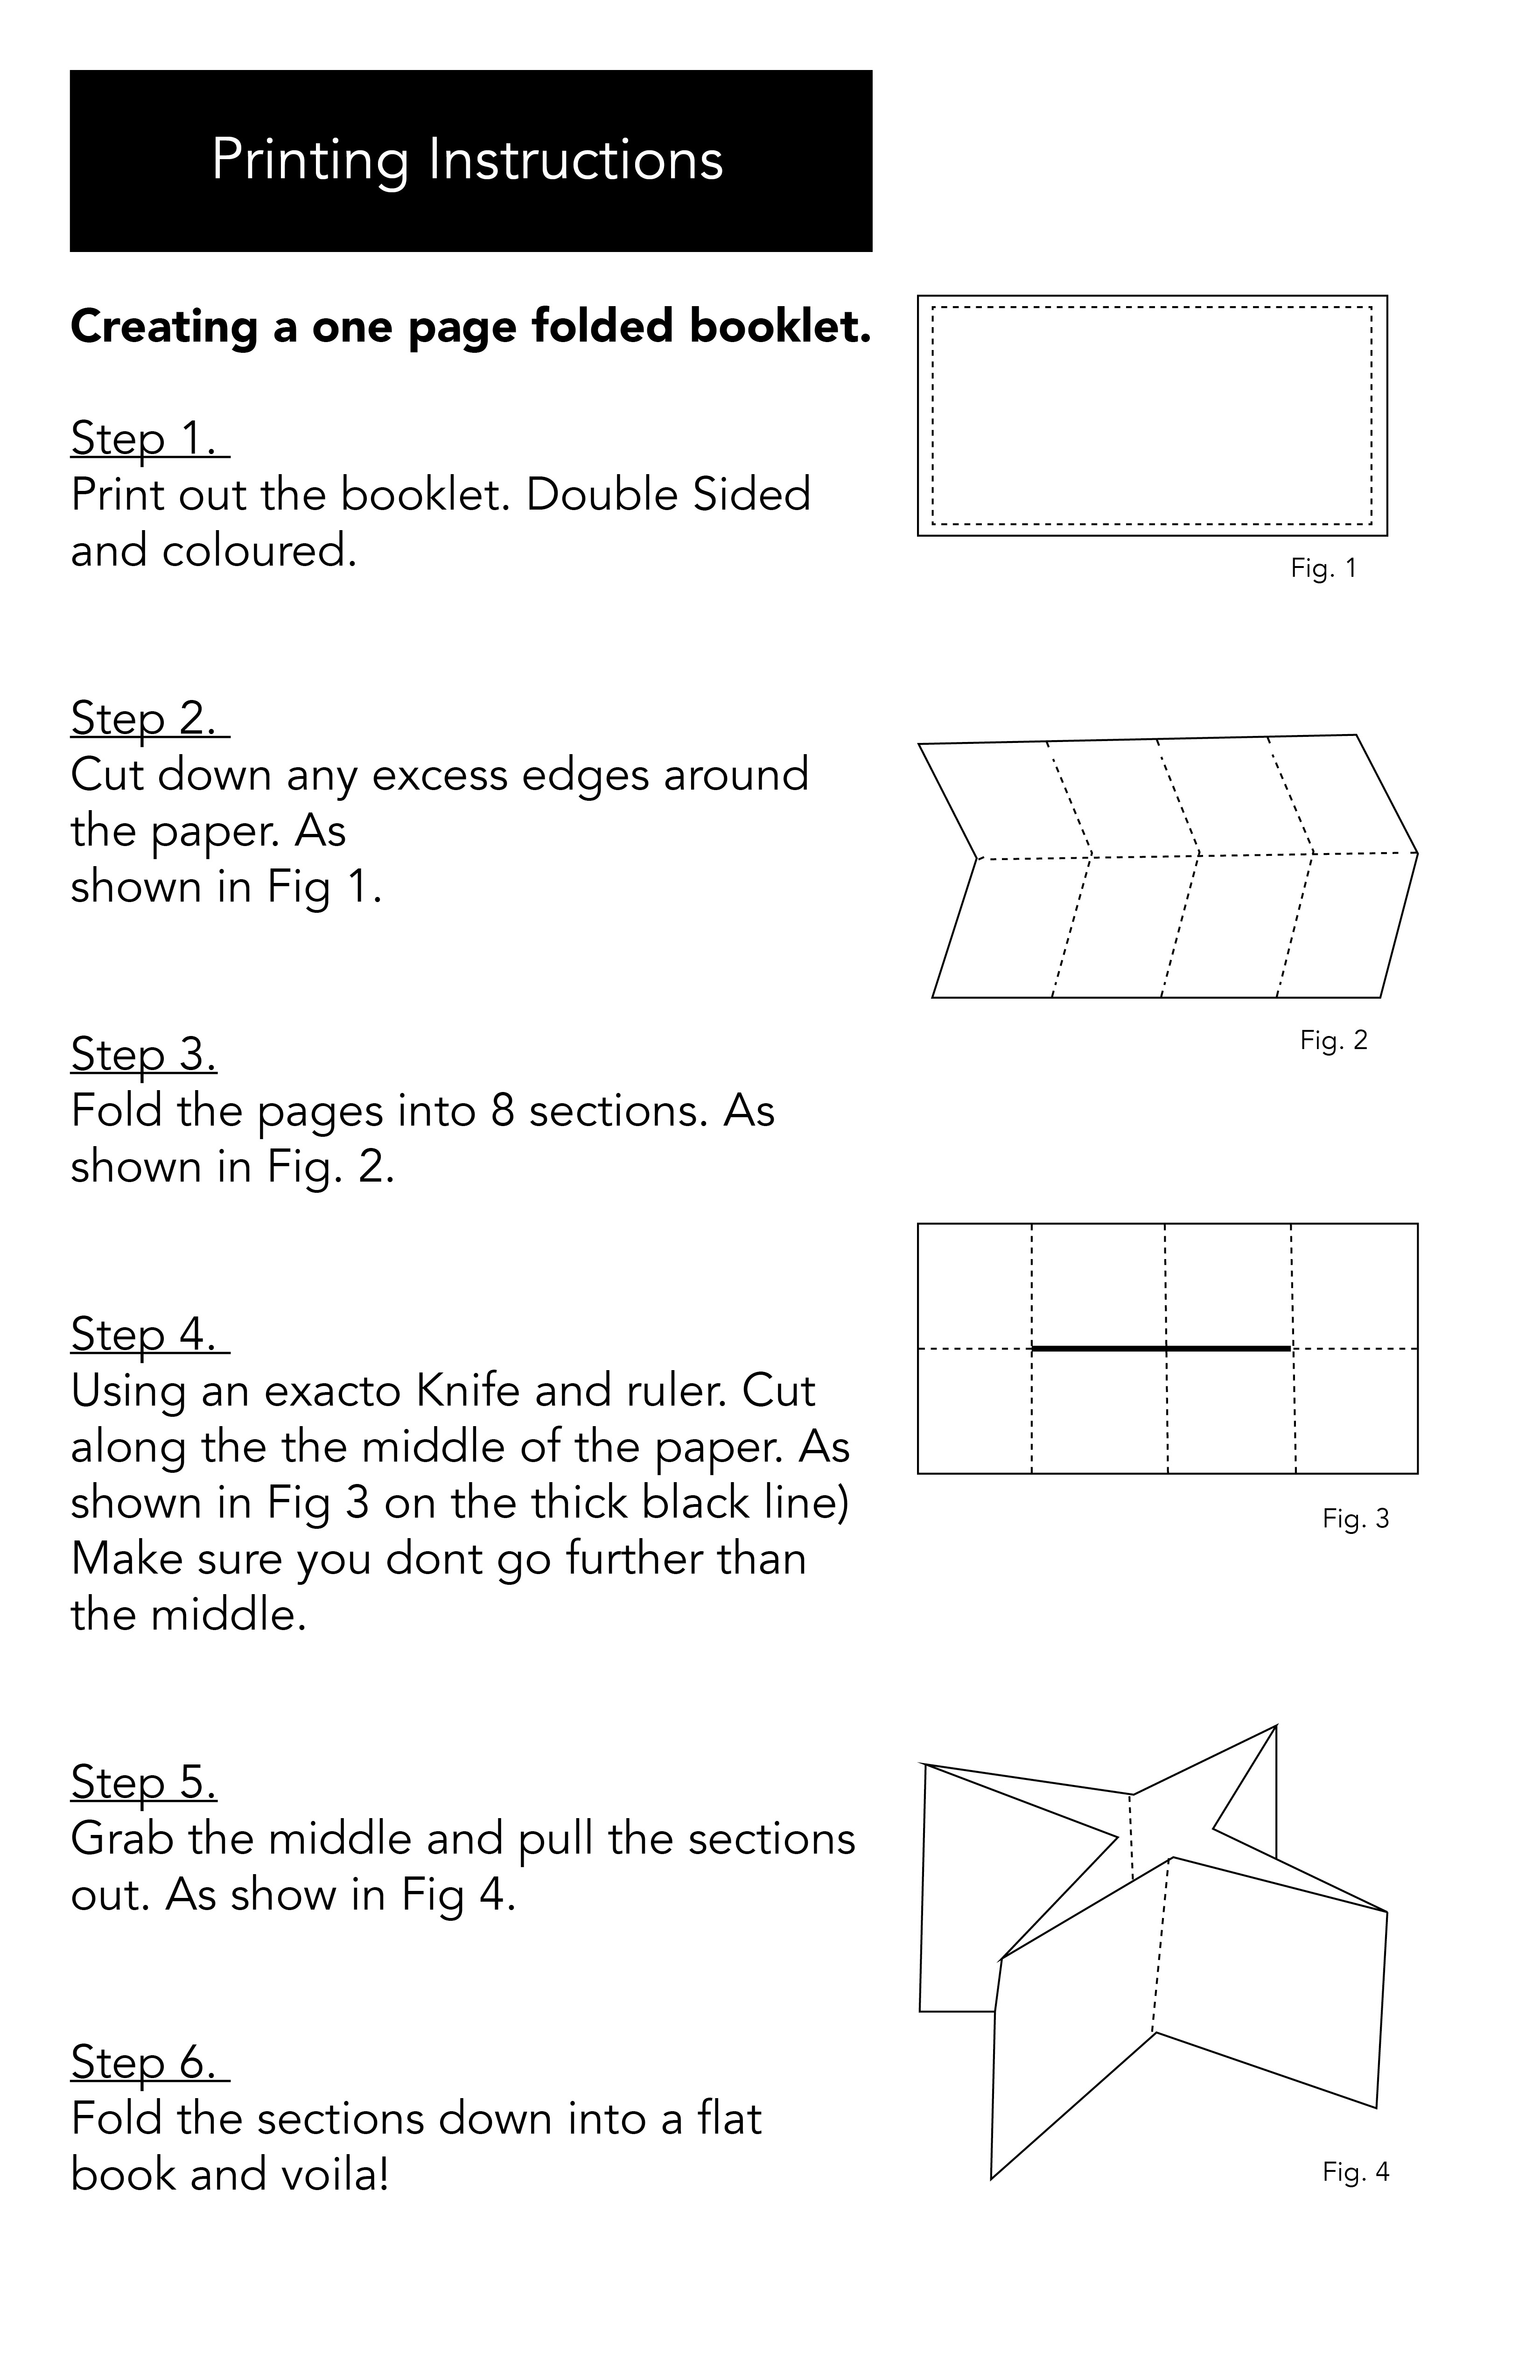 Printing Instructions
Creating a one page folded booklet.
Step 1.
Print out the booklet. Double Sided
and coloured.
Fig. 1
Step 2.
Cut down any excess edges around
the paper. As
shown in Fig 1.
Fig. 2
Step 3.
Fold the pages into 8 sections. As
shown in Fig. 2.
Step 4.
Using an exacto Knife and ruler. Cut
along the the middle of the paper. As
shown in Fig 3 on the thick black line)
Make sure you dont go further than
the middle.
Fig. 3
Step 5.
Grab the middle and pull the sections
out. As show in Fig 4.
Step 6.
Fold the sections down into a flat
book and voila!
Fig. 4